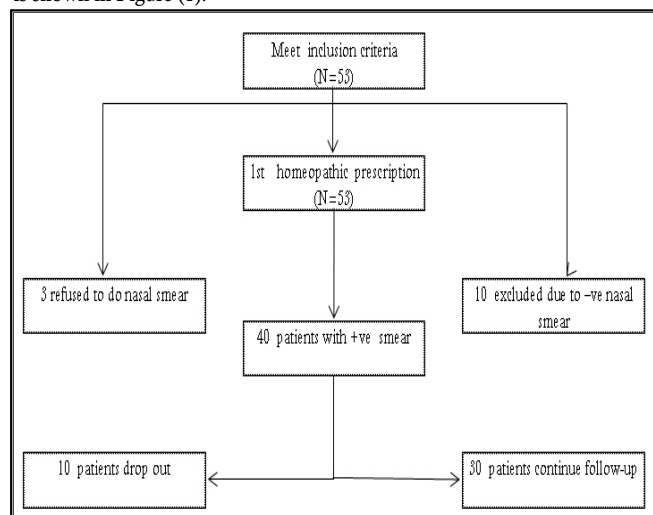 is shown in Figure (1).
Meet inclusion criteria
(N=53)
1st homeopathic prescription
(N=53)
3 refused to do nasal smear
10 excluded due to –ve nasal
smear
40 patients with +ve smear
10 patients drop out
30 patients continue follow-up